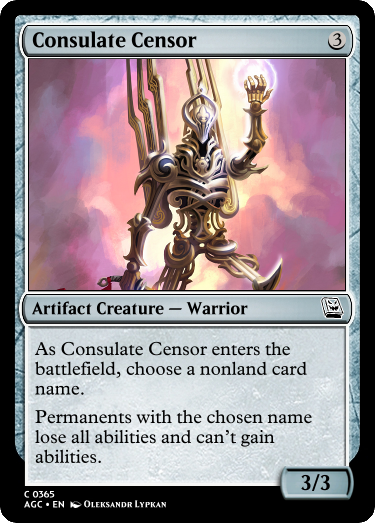 Consulate Censor 3
Artifact Creature — Warrior
As Consulate Censor enters the
battlefield, choose a nonland card
name.
Permanents with the chosen name
lose all abilities and can't gain
abilities.
3/3
C 0365
AGC • EN Oleksandr Lypkan